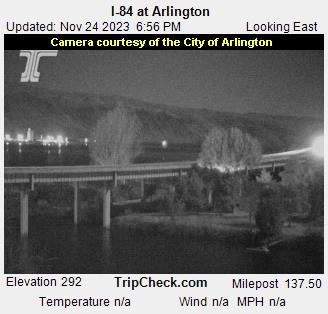 I-84 at Arlington
Updated: Nov 24 2023 6:56 PM Looking East
Camera courtesy of the City of Arlington
Elevation 292 TripCheck.com Milepost 137.50
Temperature n/a Wind n/a MPH n/a